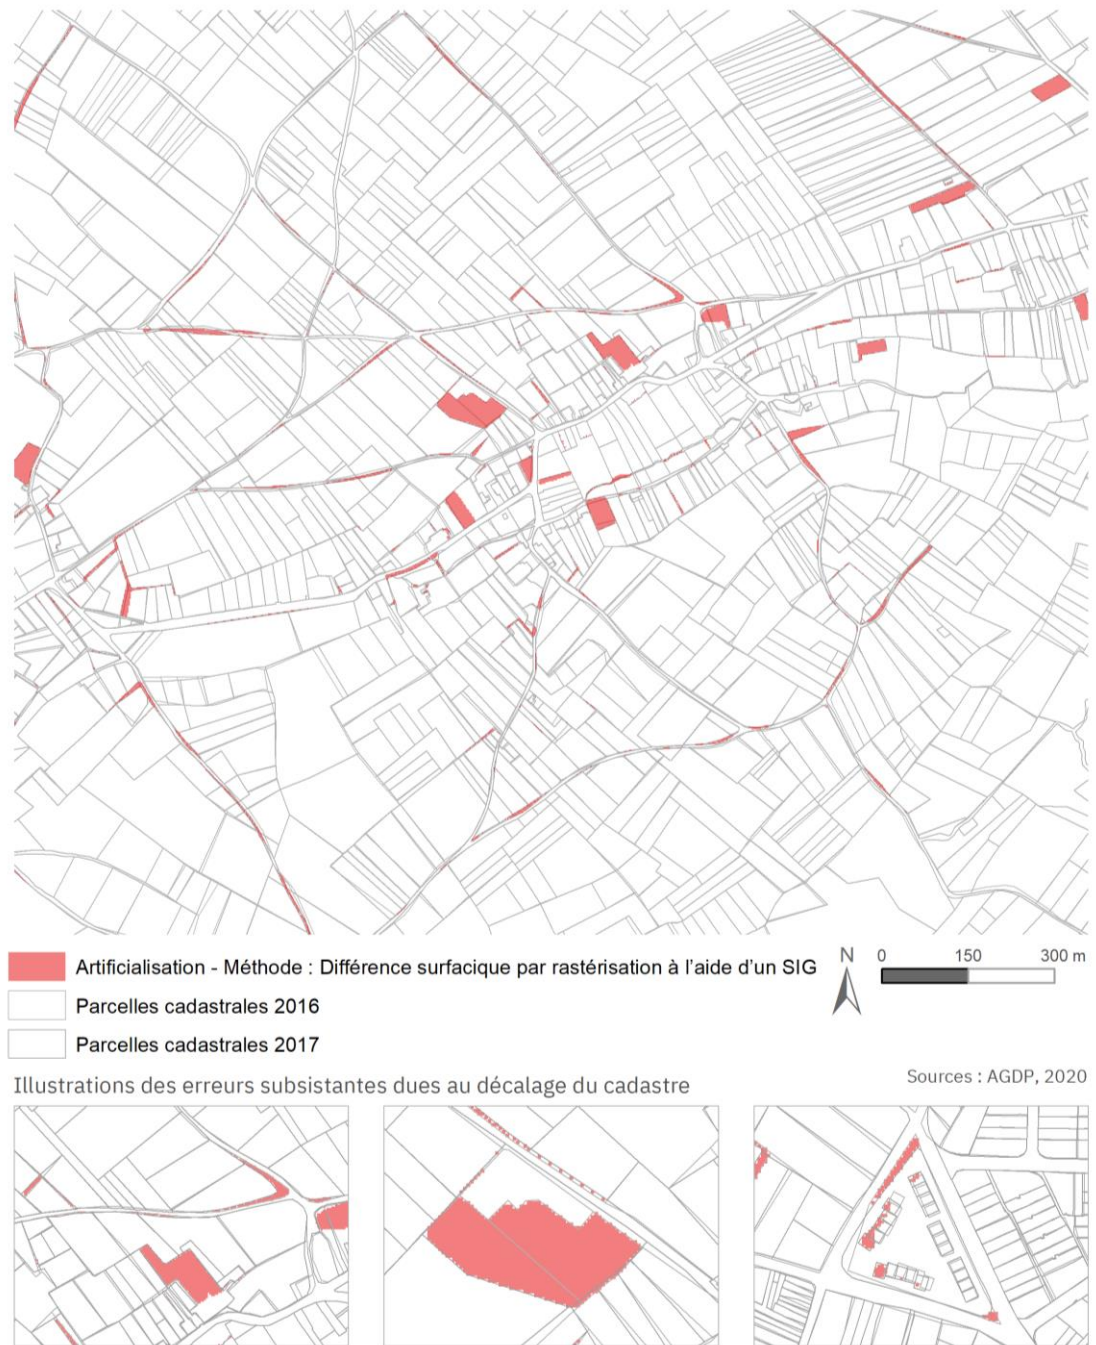 Artificialisation - Méthode : Différence surfacique par rastérisation à l'aide d'un SIG
N
0 150 300 m
Parcelles cadastrales 2016
Parcelles cadastrales 2017
Illustrations des erreurs subsistantes dues au décalage du cadastre
Sources : AGDP, 2020